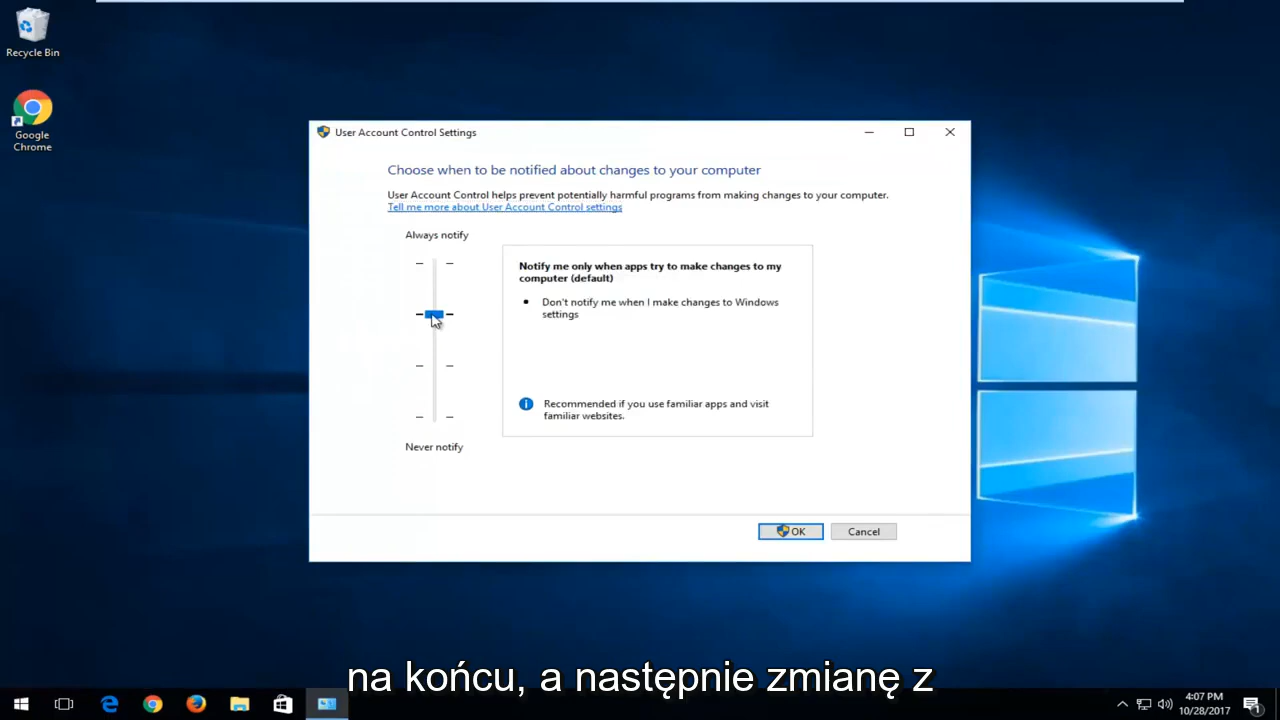 Recycle Bin
Google
Chrome
User Account Control Settings
Choose when to be notified about changes to your computer
User Account Control helps prevent potentially harmful programs from making changes to your computer.
Tell me more about User Account Control settings
Always notify
Notify me only when apps try to make changes to my
computer (default)
Don't notify me when I make changes to Windows
settings
Recommended if you use familiar apps and visit
familiar websites.
Never notify
OK
Cancel
na końcu, a następnie zmianę z
4:07 PM
10/28/2017
1